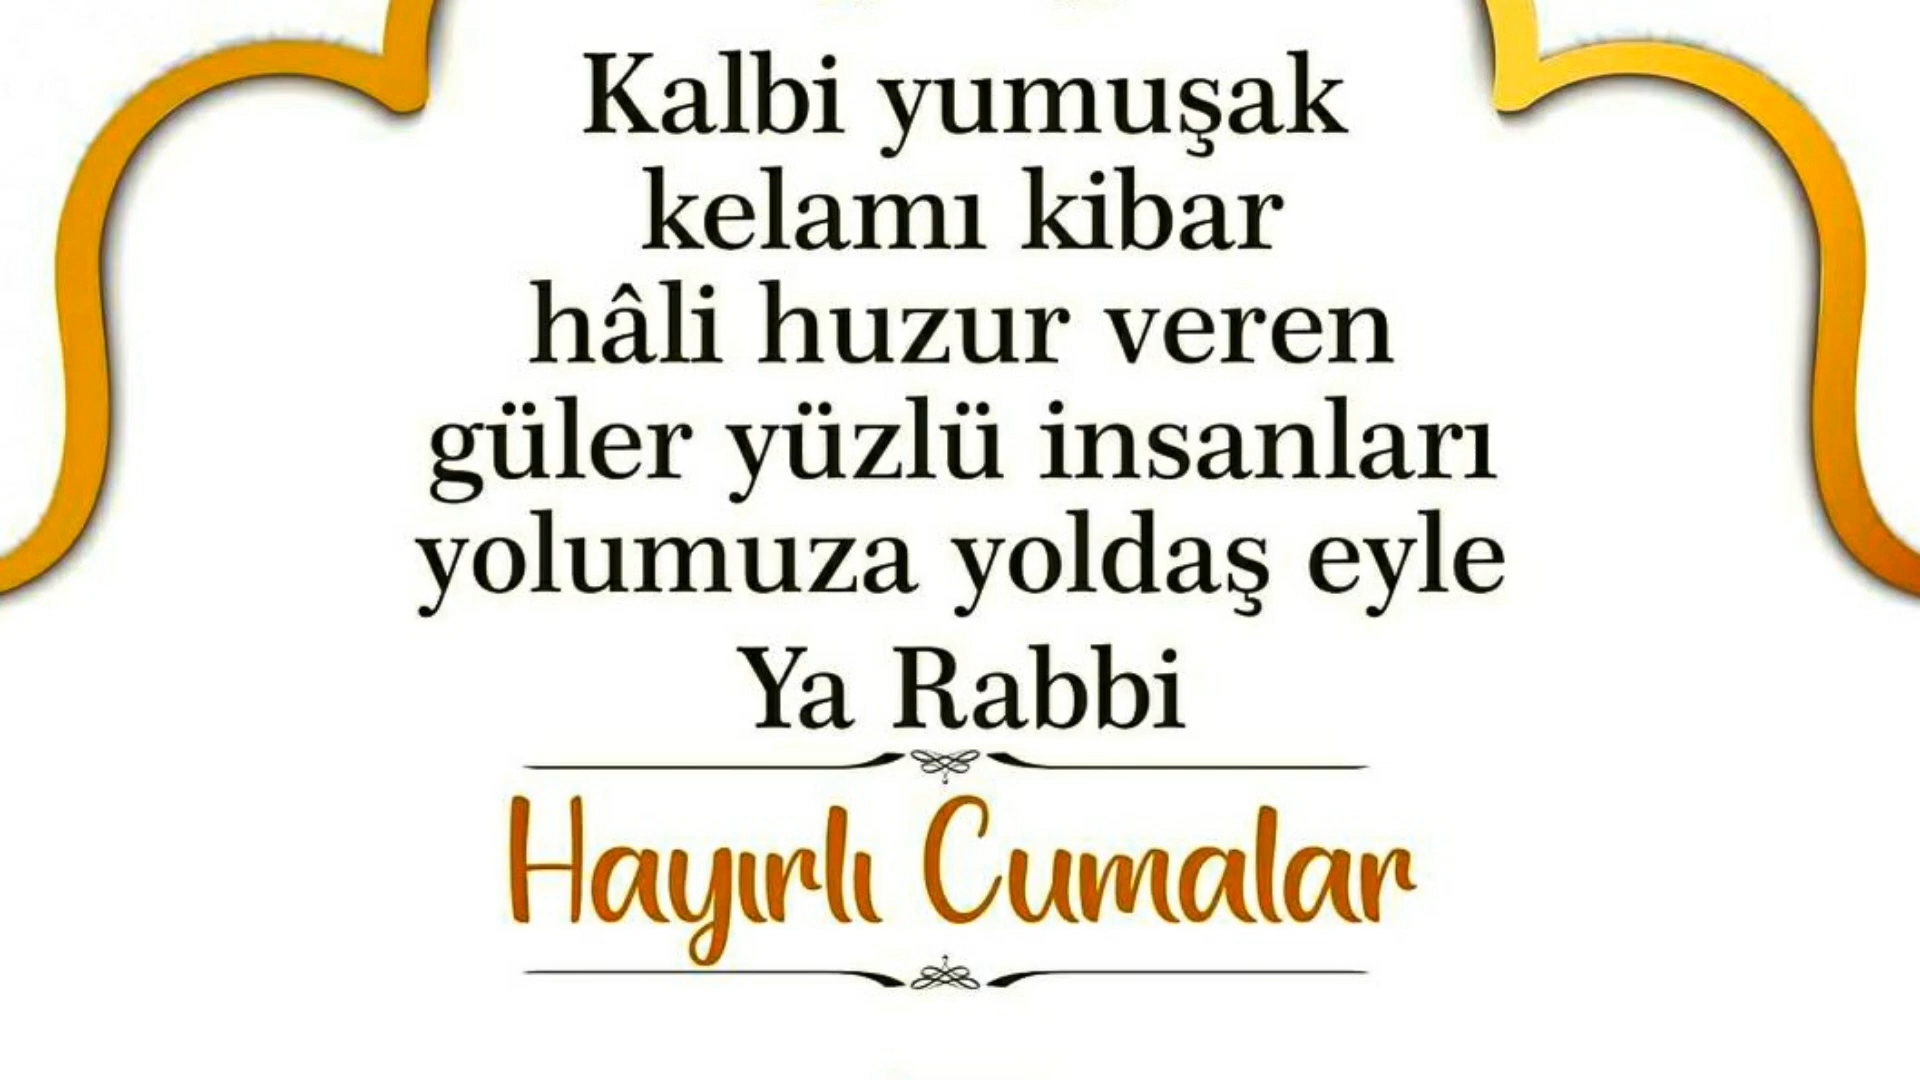 Kalbi yumuşak
kelamı kibar
hâli huzur veren
güler yüzlü insanları
yolumuza yoldaş eyle
Ya Rabbi
Hayırlı Cumalar